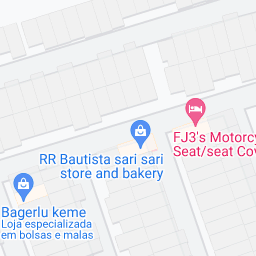 FJ3's Motorcy
Seat/seat Cov
RR Bautista sari sari
store and bakery
Bagerlu keme
Loja especializada
em bolsas e malas